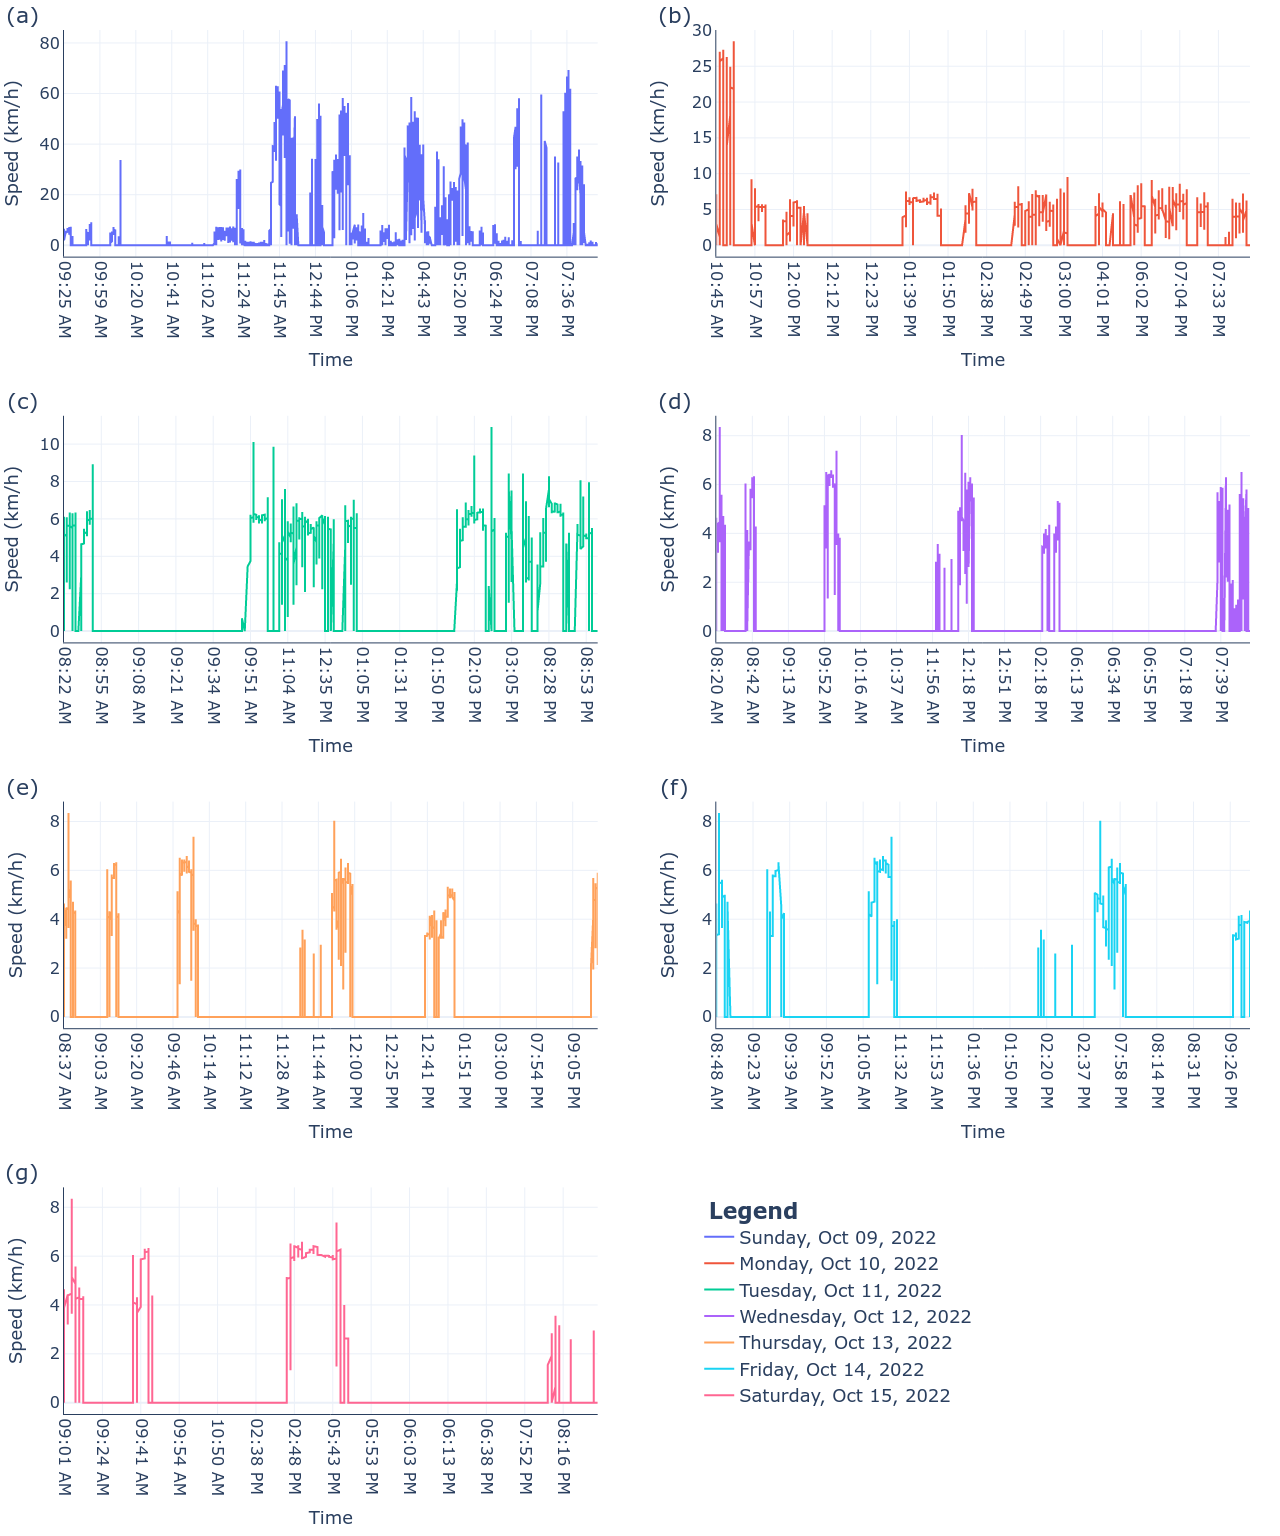 (a)
80
60
40
20
0
Speed (km/h)
09:25 AM
09:59 AM
10:20 AM
10:41 AM
11:02 AM
11:24 AM
11:45 AM
12:44 PM
01:06 PM
04:21 PM
04:43 PM
05:20 PM
06:24 PM
07:08 PM
07:36 PM
Time
(b)
30
25
20
15
10
5
0
Speed (km/h)
10:45 AM
10:57 AM
12:00 PM
12:12 PM
12:23 PM
01:39 PM
01:50 PM
02:38 PM
02:49 PM
03:00 PM
04:01 PM
06:02 PM
07:04 PM
07:33 PM
Time
(c)
10
8
6
4
2
0
Speed (km/h)
08:22 AM
08:55 AM
09:08 AM
09:21 AM
09:34 AM
09:51 AM
11:04 AM
12:35 PM
01:05 PM
01:31 PM
01:50 PM
02:03 PM
03:05 PM
08:28 PM
08:53 PM
Time
(d)
8
6
4
2
0
Speed (km/h)
08:20 AM
08:42 AM
09:13 AM
09:52 AM
10:16 AM
10:37 AM
11:56 AM
12:18 PM
12:51 PM
02:18 PM
06:13 PM
06:34 PM
06:55 PM
07:18 PM
07:39 PM
Time
(e)
8
6
4
2
0
Speed (km/h)
08:37 AM
09:03 AM
09:20 AM
09:46 AM
10:14 AM
11:12 AM
11:28 AM
11:44 AM
12:00 PM
12:25 PM
12:41 PM
01:51 PM
03:00 PM
07:54 PM
09:05 PM
Time
(f)
8
6
4
2
0
Speed (km/h)
08:48 AM
09:23 AM
09:39 AM
09:52 AM
10:05 AM
11:32 AM
11:53 AM
01:36 PM
01:50 PM
02:20 PM
02:37 PM
07:58 PM
08:14 PM
08:31 PM
09:26 PM
Time
(g)
8
6
4
2
0
Speed (km/h)
09:01 AM
09:24 AM
09:41 AM
09:54 AM
10:50 AM
02:38 PM
02:48 PM
05:43 PM
05:53 PM
06:03 PM
06:13 PM
06:38 PM
07:52 PM
08:16 PM
Time
Legend
Sunday, Oct 09, 2022
Monday, Oct 10, 2022
Tuesday, Oct 11, 2022
Wednesday, Oct 12, 2022
Thursday, Oct 13, 2022
Friday, Oct 14, 2022
Saturday, Oct 15, 2022